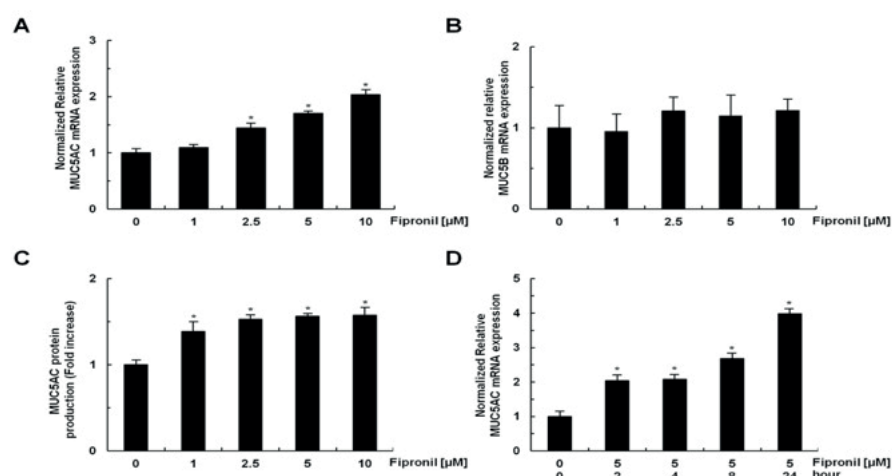 A
Normalized Relative
MUC5AC mRNA expression
3
2
1
0
*
*
*
0 1 2.5 5 10 Fipronil [µM]
B
Normalized relative
MUC5B mRNA expression
2
1
0
0 1 2.5 5 10 Fipronil [µM]
C
MUC5AC protein
production (Fold increase)
2
1
0
*
*
*
*
0 1 2.5 5 10 Fipronil [µM]
D
Normalized Relative
MUC5AC mRNA expression
5
4
3
2
1
0
*
*
*
*
0 5 5 5 5 Fipronil [µM]
0 2 4 8 24 hour